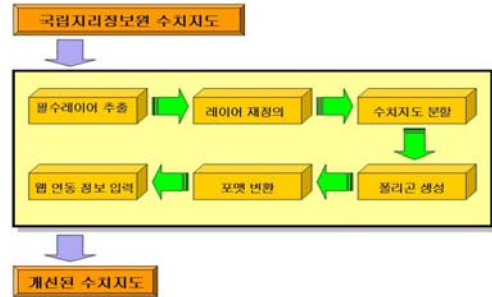 국립지리정보원 수치지도
필수레이어 추출
레이어 재정의
수치지도 분할
폴리곤 생성
포맷 변환
웹 연동 정보 입력
개선된 수치지도